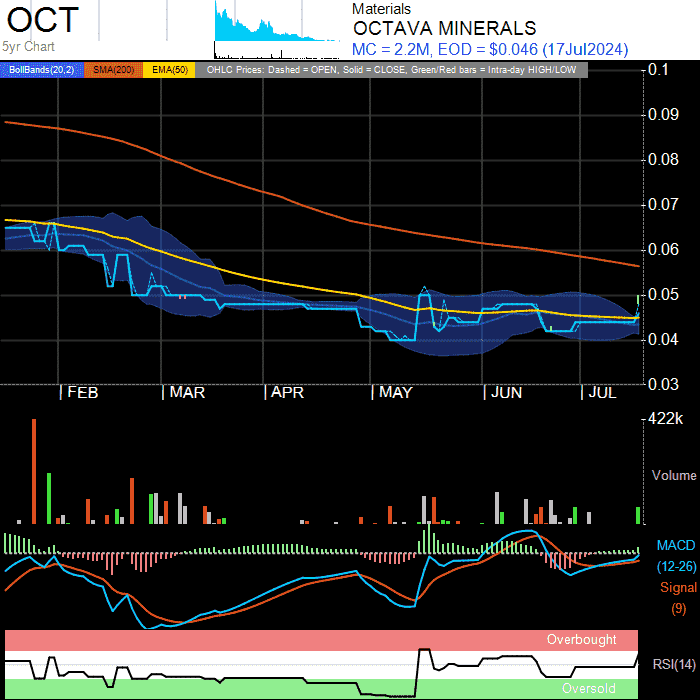 OCT
5yr Chart
Materials
OCTAVA MINERALS
MC = 2.2M, EOD = $0.046 (17Jul2024)
BollBands(20,2) SMA(200) EMA(50) OHLC Prices: Dashed = OPEN, Solid = CLOSE, Green/Red bars = Intra-day HIGH/LOW
0.1
0.09
0.08
0.07
0.06
0.05
0.04
0.03
FEB MAR APR MAY JUN JUL
422k
Volume
MACD
(12-26)
Signal
(9)
Overbought
RSI(14)
Oversold